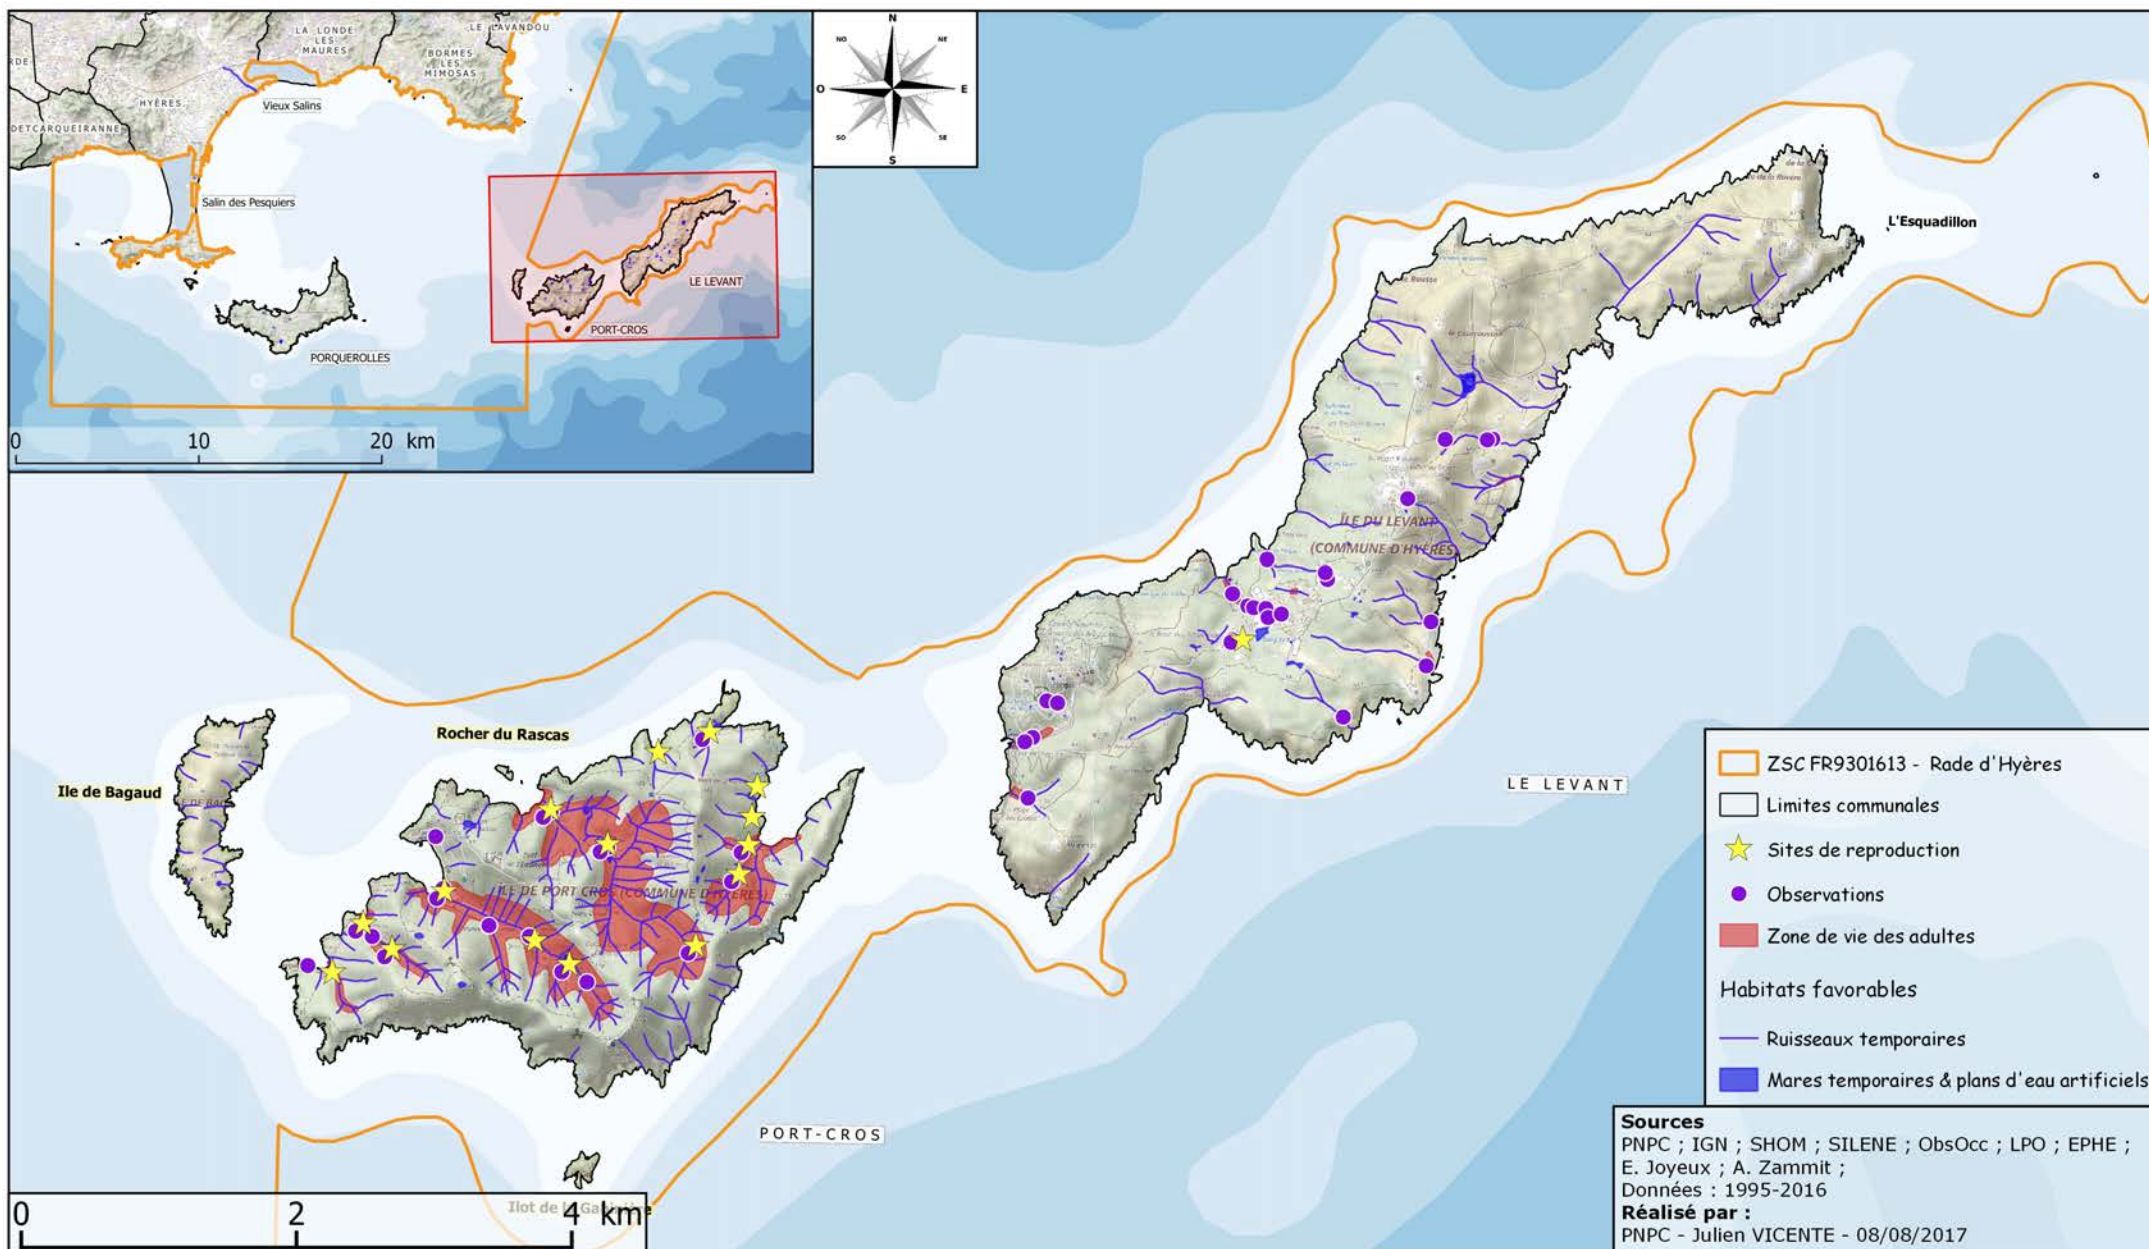 LE LAVANDOU
LA LONDE
LES
MAURES
BORMES
LES
MIMOSAS
HYÈRES
Vieux Salins
DETCARQUEIRANNE
Salin des Pesquiers
LE LEVANT
PORT-CROS
PORQUEROLLES
0 10 20 km
N
NO NE
O E
SO SE
S
L'Esquadillon
ÎLE DU LEVANT
(COMMUNE D'HYÈRES)
Rocher du Rascas
Ile de Bagaud
ILE DE PORT CROS (COMMUNE D'HYÈRES)
LE LEVANT
PORT-CROS
0 2 4 km
ZSC FR9301613 - Rade d'Hyères
Limites communales
Sites de reproduction
Observations
Zone de vie des adultes
Habitats favorables
Ruisseaux temporaires
Mares temporaires & plans d'eau artificiels
Sources
PNPC ; IGN ; SHOM ; SILENE ; ObsOcc ; LPO ; EPHE ;
E. Joyeux ; A. Zammit ;
Données : 1995-2016
Réalisé par :
PNPC - Julien VICENTE - 08/08/2017